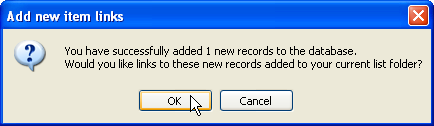 Add new item links
You have successfully added 1 new records to the database.
Would you like links to these new records added to your current list folder?
OK
Cancel